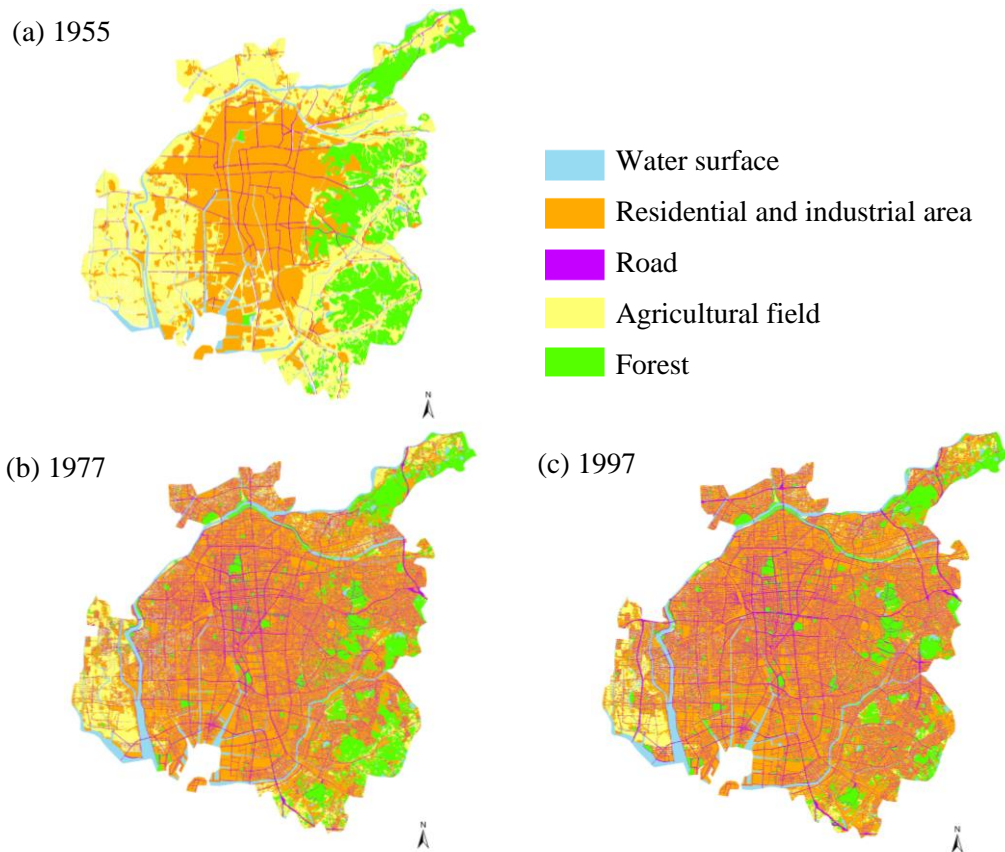 (a) 1955
Water surface
Residential and industrial area
Road
Agricultural field
Forest
N
(b) 1977
(c) 1997
N
N